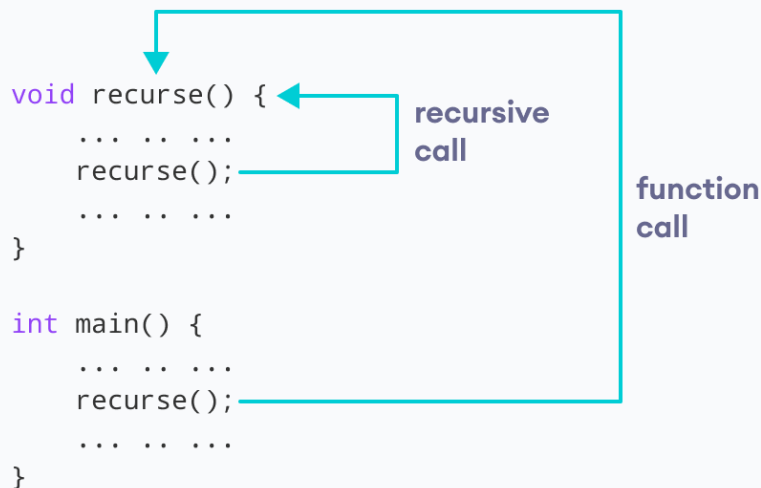 void recurse() {
... .. ...
recurse();
... .. ...
}
int main() {
... .. ...
recurse();
... .. ...
}
recursive
call
function
call